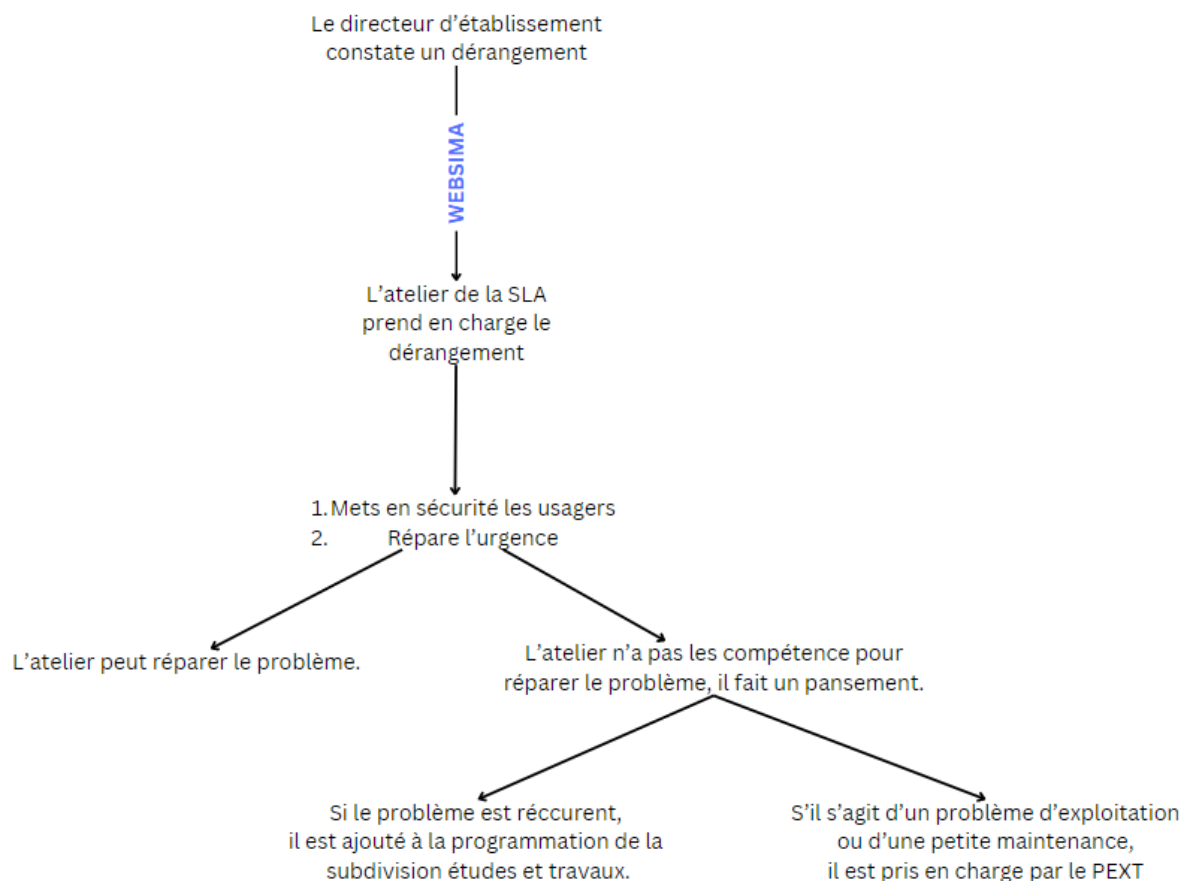 Le directeur d'établissement
constate un dérangement
WEBSIMA
L'atelier de la SLA
prend en charge le
dérangement
1. Mets en sécurité les usagers
2. Répare l'urgence
L'atelier peut réparer le problème.
L'atelier n'a pas les compétence pour
réparer le problème, il fait un pansement.
Si le problème est réccurent,
il est ajouté à la programmation de la
subdivision études et travaux.
S'il s'agit d'un problème d'exploitation
ou d'une petite maintenance,
il est pris en charge par le PEXT